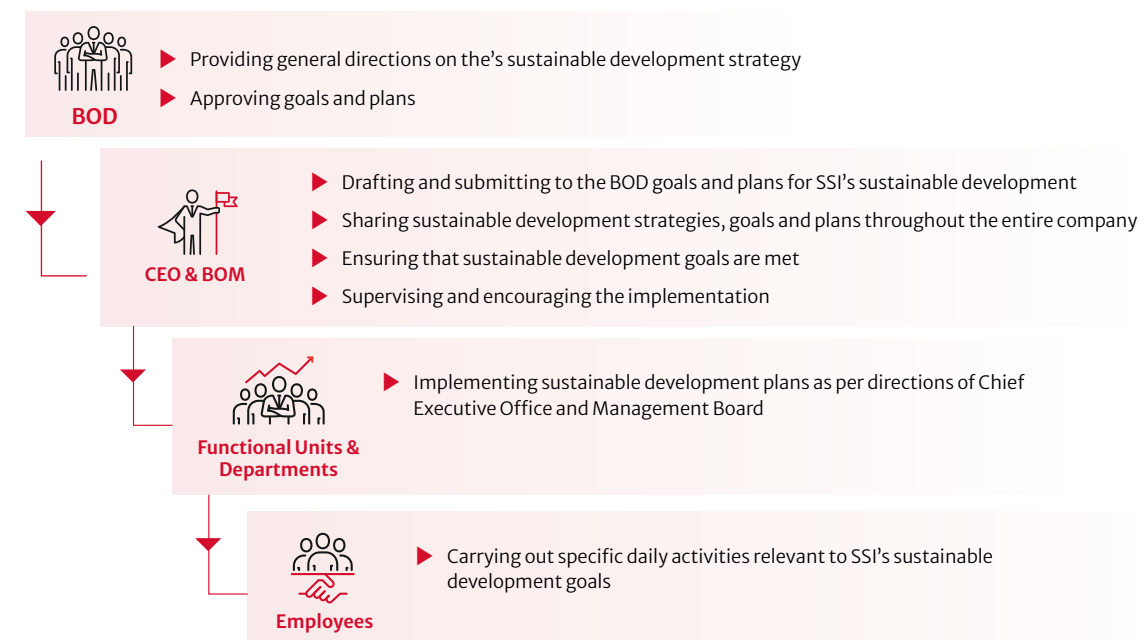 BOD
Providing general directions on the's sustainable development strategy
Approving goals and plans
CEO & BOM
Drafting and submitting to the BOD goals and plans for SSI's sustainable development
Sharing sustainable development strategies, goals and plans throughout the entire company
Ensuring that sustainable development goals are met
Supervising and encouraging the implementation
Functional Units &
Departments
Implementing sustainable development plans as per directions of Chief
Executive Office and Management Board
Employees
Carrying out specific daily activities relevant to SSI's sustainable
development goals